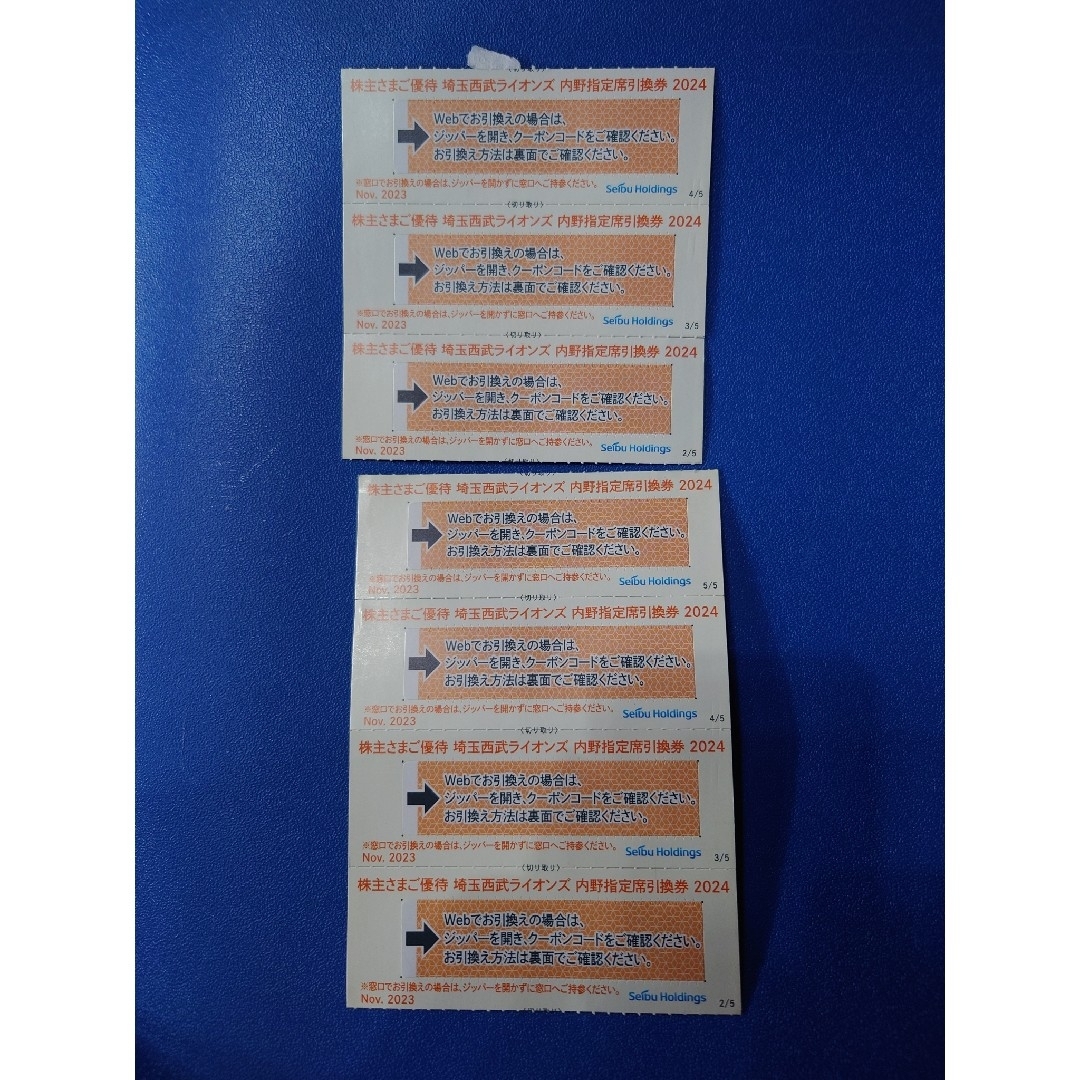 〈切り取り〉
株主さまご優待 埼玉西武ライオンズ 内野指定席引換券 2024
Webでお引換えの場合は、
ジッパーを開き、クーポンコードをご確認ください。
お引換え方法は裏面でご確認ください。
※窓口でお引換えの場合は、ジッパーを開かずに窓口へご持参ください。
Nov. 2023
Seibu Holdings
4/5
〈切り取り〉
株主さまご優待 埼玉西武ライオンズ 内野指定席引換券 2024
Webでお引換えの場合は、
ジッパーを開き、クーポンコードをご確認ください。
お引換え方法は裏面でご確認ください。
※窓口でお引換えの場合は、ジッパーを開かずに窓口へご持参ください。
Nov. 2023
Seibu Holdings
3/5
〈切り取り〉
株主さまご優待 埼玉西武ライオンズ 内野指定席引換券 2024
Webでお引換えの場合は、
ジッパーを開き、クーポンコードをご確認ください。
お引換え方法は裏面でご確認ください。
※窓口でお引換えの場合は、ジッパーを開かずに窓口へご持参ください。
Nov. 2023
Seibu Holdings
2/5
株主さまご優待 埼玉西武ライオンズ 内野指定席引換券 2024
Webでお引換えの場合は、
ジッパーを開き、クーポンコードをご確認ください。
お引換え方法は裏面でご確認ください。
※窓口でお引換えの場合は、ジッパーを開かずに窓口へご持参ください。
Nov. 2023
Seibu Holdings
5/5
〈切り取り〉
株主さまご優待 埼玉西武ライオンズ 内野指定席引換券 2024
Webでお引換えの場合は、
ジッパーを開き、クーポンコードをご確認ください。
お引換え方法は裏面でご確認ください。
※窓口でお引換えの場合は、ジッパーを開かずに窓口へご持参ください。
Nov. 2023
Seibu Holdings
4/5
〈切り取り〉
株主さまご優待 埼玉西武ライオンズ 内野指定席引換券 2024
Webでお引換えの場合は、
ジッパーを開き、クーポンコードをご確認ください。
お引換え方法は裏面でご確認ください。
※窓口でお引換えの場合は、ジッパーを開かずに窓口へご持参ください。
Nov. 2023
Seibu Holdings
3/5
〈切り取り〉
株主さまご優待 埼玉西武ライオンズ 内野指定席引換券 2024
Webでお引換えの場合は、
ジッパーを開き、クーポンコードをご確認ください。
お引換え方法は裏面でご確認ください。
※窓口でお引換えの場合は、ジッパーを開かずに窓口へご持参ください。
Nov. 2023
Seibu Holdings
2/5